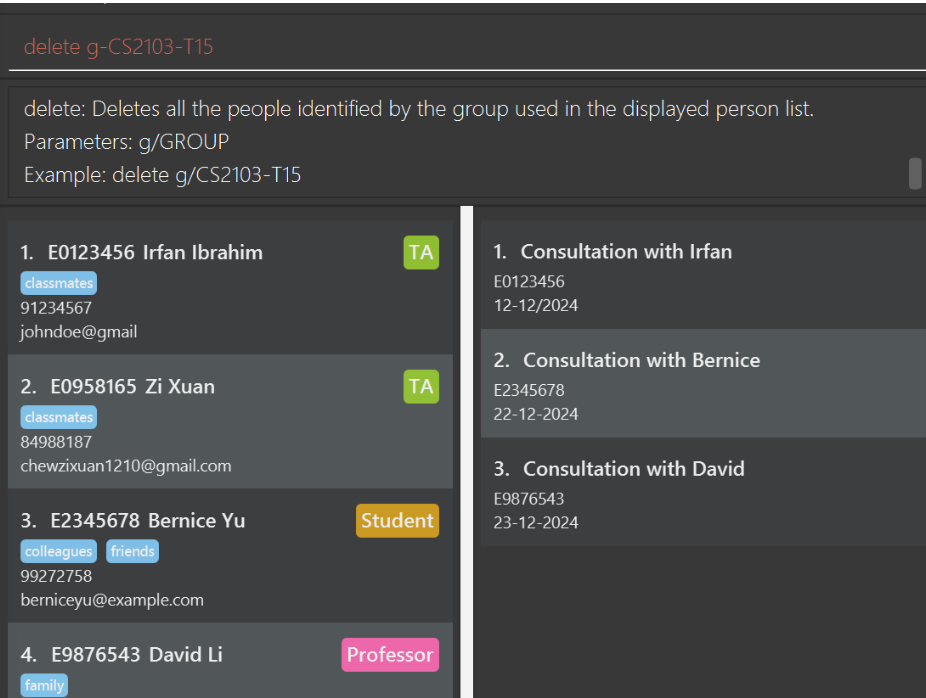 delete g-CS2103-T15
delete: Deletes all the people identified by the group used in the displayed person list.
Parameters: g/GROUP
Example: delete g/CS2103-T15
1. E0123456 Irfan Ibrahim TA
classmates
91234567
johndoe@gmail
2. E0958165 Zi Xuan TA
classmates
84988187
chewzixuan1210@gmail.com
3. E2345678 Bernice Yu Student
colleagues friends
99272758
berniceyu@example.com
4. E9876543 David Li Professor
family
1. Consultation with Irfan
E0123456
12-12/2024
2. Consultation with Bernice
E2345678
22-12-2024
3. Consultation with David
E9876543
23-12-2024